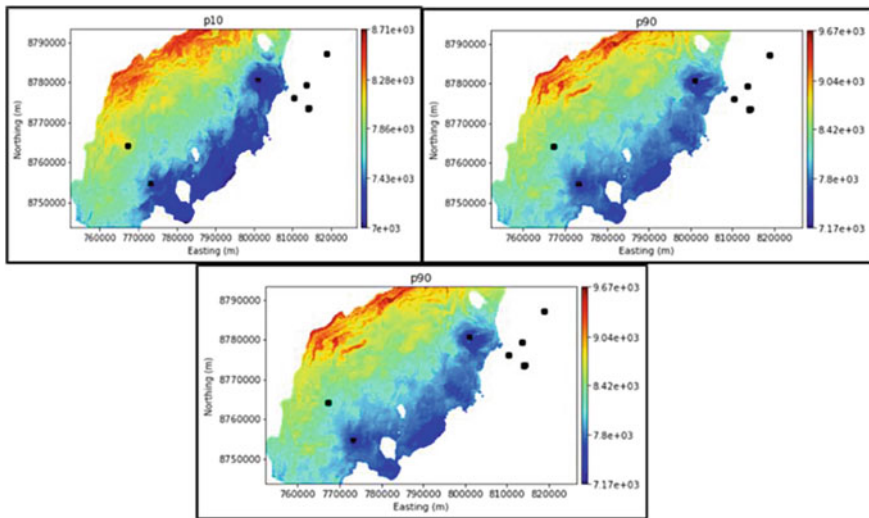 p10
8790000
8780000
8770000
8760000
8750000
Northing (m)
760000 770000 780000 790000 800000 810000 820000
Easting (m)
8.71e+03
8.28e+03
7.86e+03
7.43e+03
7e+03
p90
8790000
8780000
8770000
8760000
8750000
Northing (m)
760000 770000 780000 790000 800000 810000 820000
Easting (m)
9.67e+03
9.04e+03
8.42e+03
7.8e+03
7.17e+03
p90
8790000
8780000
8770000
8760000
8750000
Northing (m)
760000 770000 780000 790000 800000 810000 820000
Easting (m)
9.67e+03
9.04e+03
8.42e+03
7.8e+03
7.17e+03